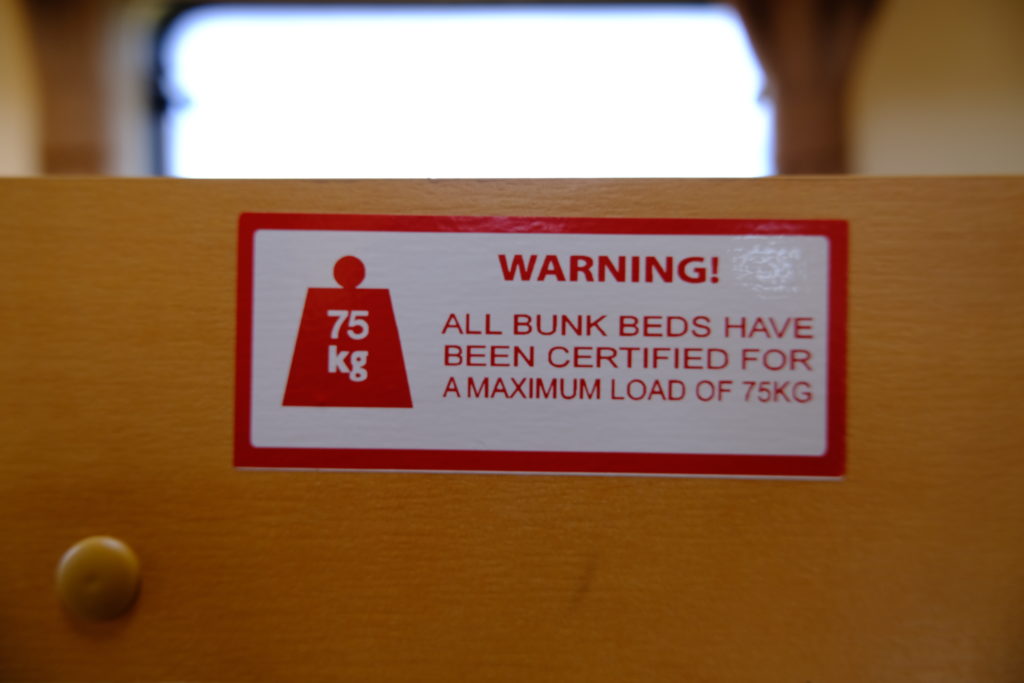 WARNING!
75
kg
ALL BUNK BEDS HAVE
BEEN CERTIFIED FOR
A MAXIMUM LOAD OF 75KG